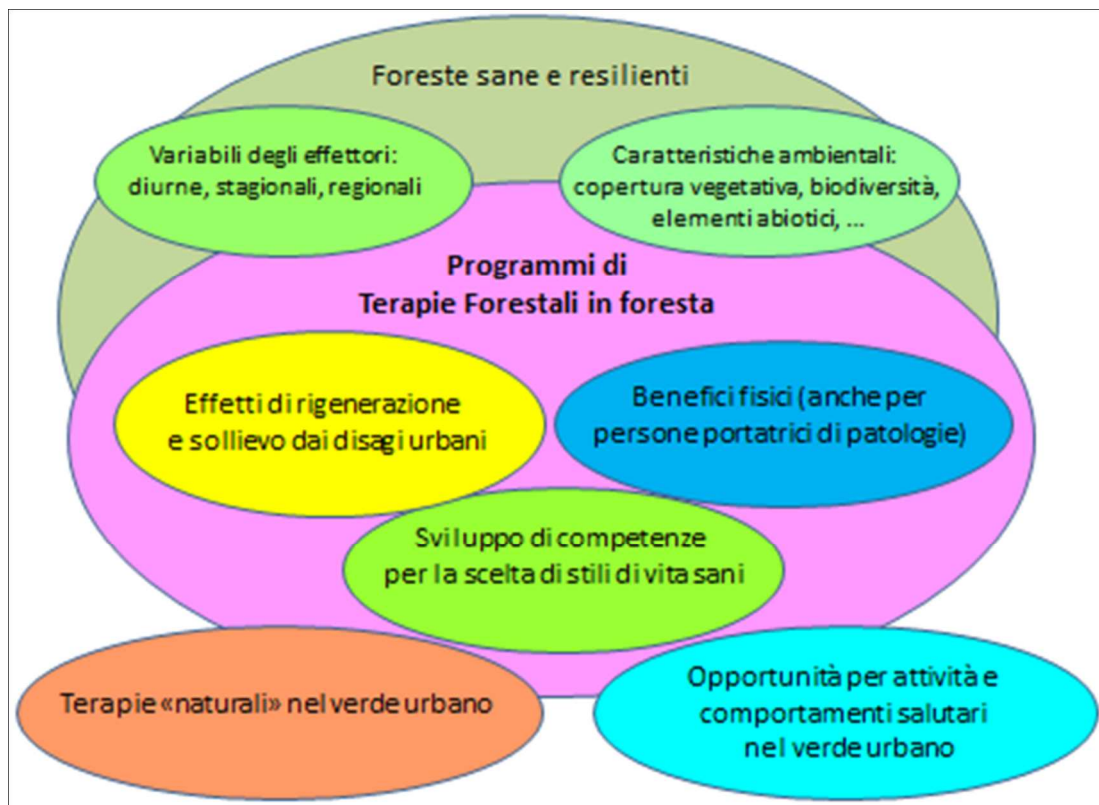 Foreste sane e resilienti
Variabili degli effettori:
diurne, stagionali, regionali
Caratteristiche ambientali:
copertura vegetativa, biodiversità,
elementi abiotici, ...
Programmi di
Terapie Forestali in foresta
Effetti di rigenerazione
e sollievo dai disagi urbani
Benefici fisici (anche per
persone portatrici di patologie)
Sviluppo di competenze
per la scelta di stili di vita sani
Terapie «naturali» nel verde urbano
Opportunità per attività e
comportamenti salutari
nel verde urbano